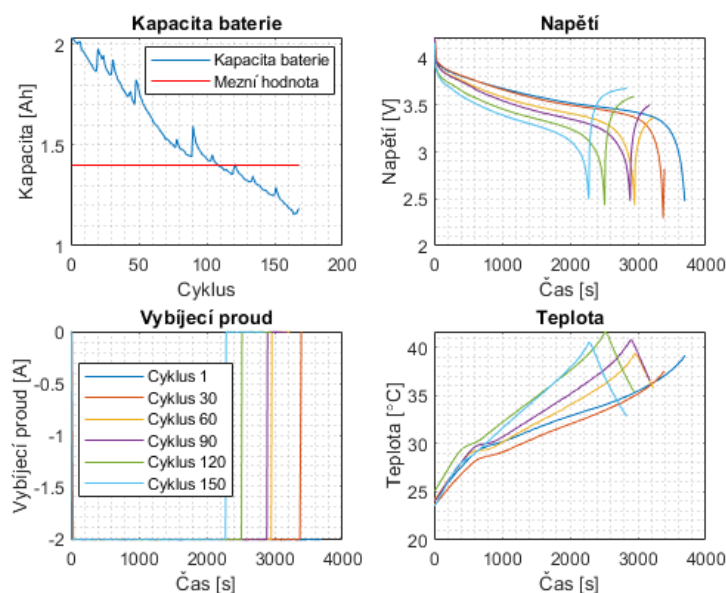 Kapacita baterie
Kapacita [Ah]
2
1.5
1
Kapacita baterie
Mezní hodnota
0
50
100
150
200
Cyklus
Napětí
Napětí [V]
4
3.5
3
2.5
2
0
1000
2000
3000
4000
Čas [s]
Vybíjecí proud
Vybíjecí proud [A]
0
-0.5
-1
-1.5
-2
Cyklus 1
Cyklus 30
Cyklus 60
Cyklus 90
Cyklus 120
Cyklus 150
0
1000
2000
3000
4000
Čas [s]
Teplota
Teplota [°C]
40
35
30
25
20
0
1000
2000
3000
4000
Čas [s]